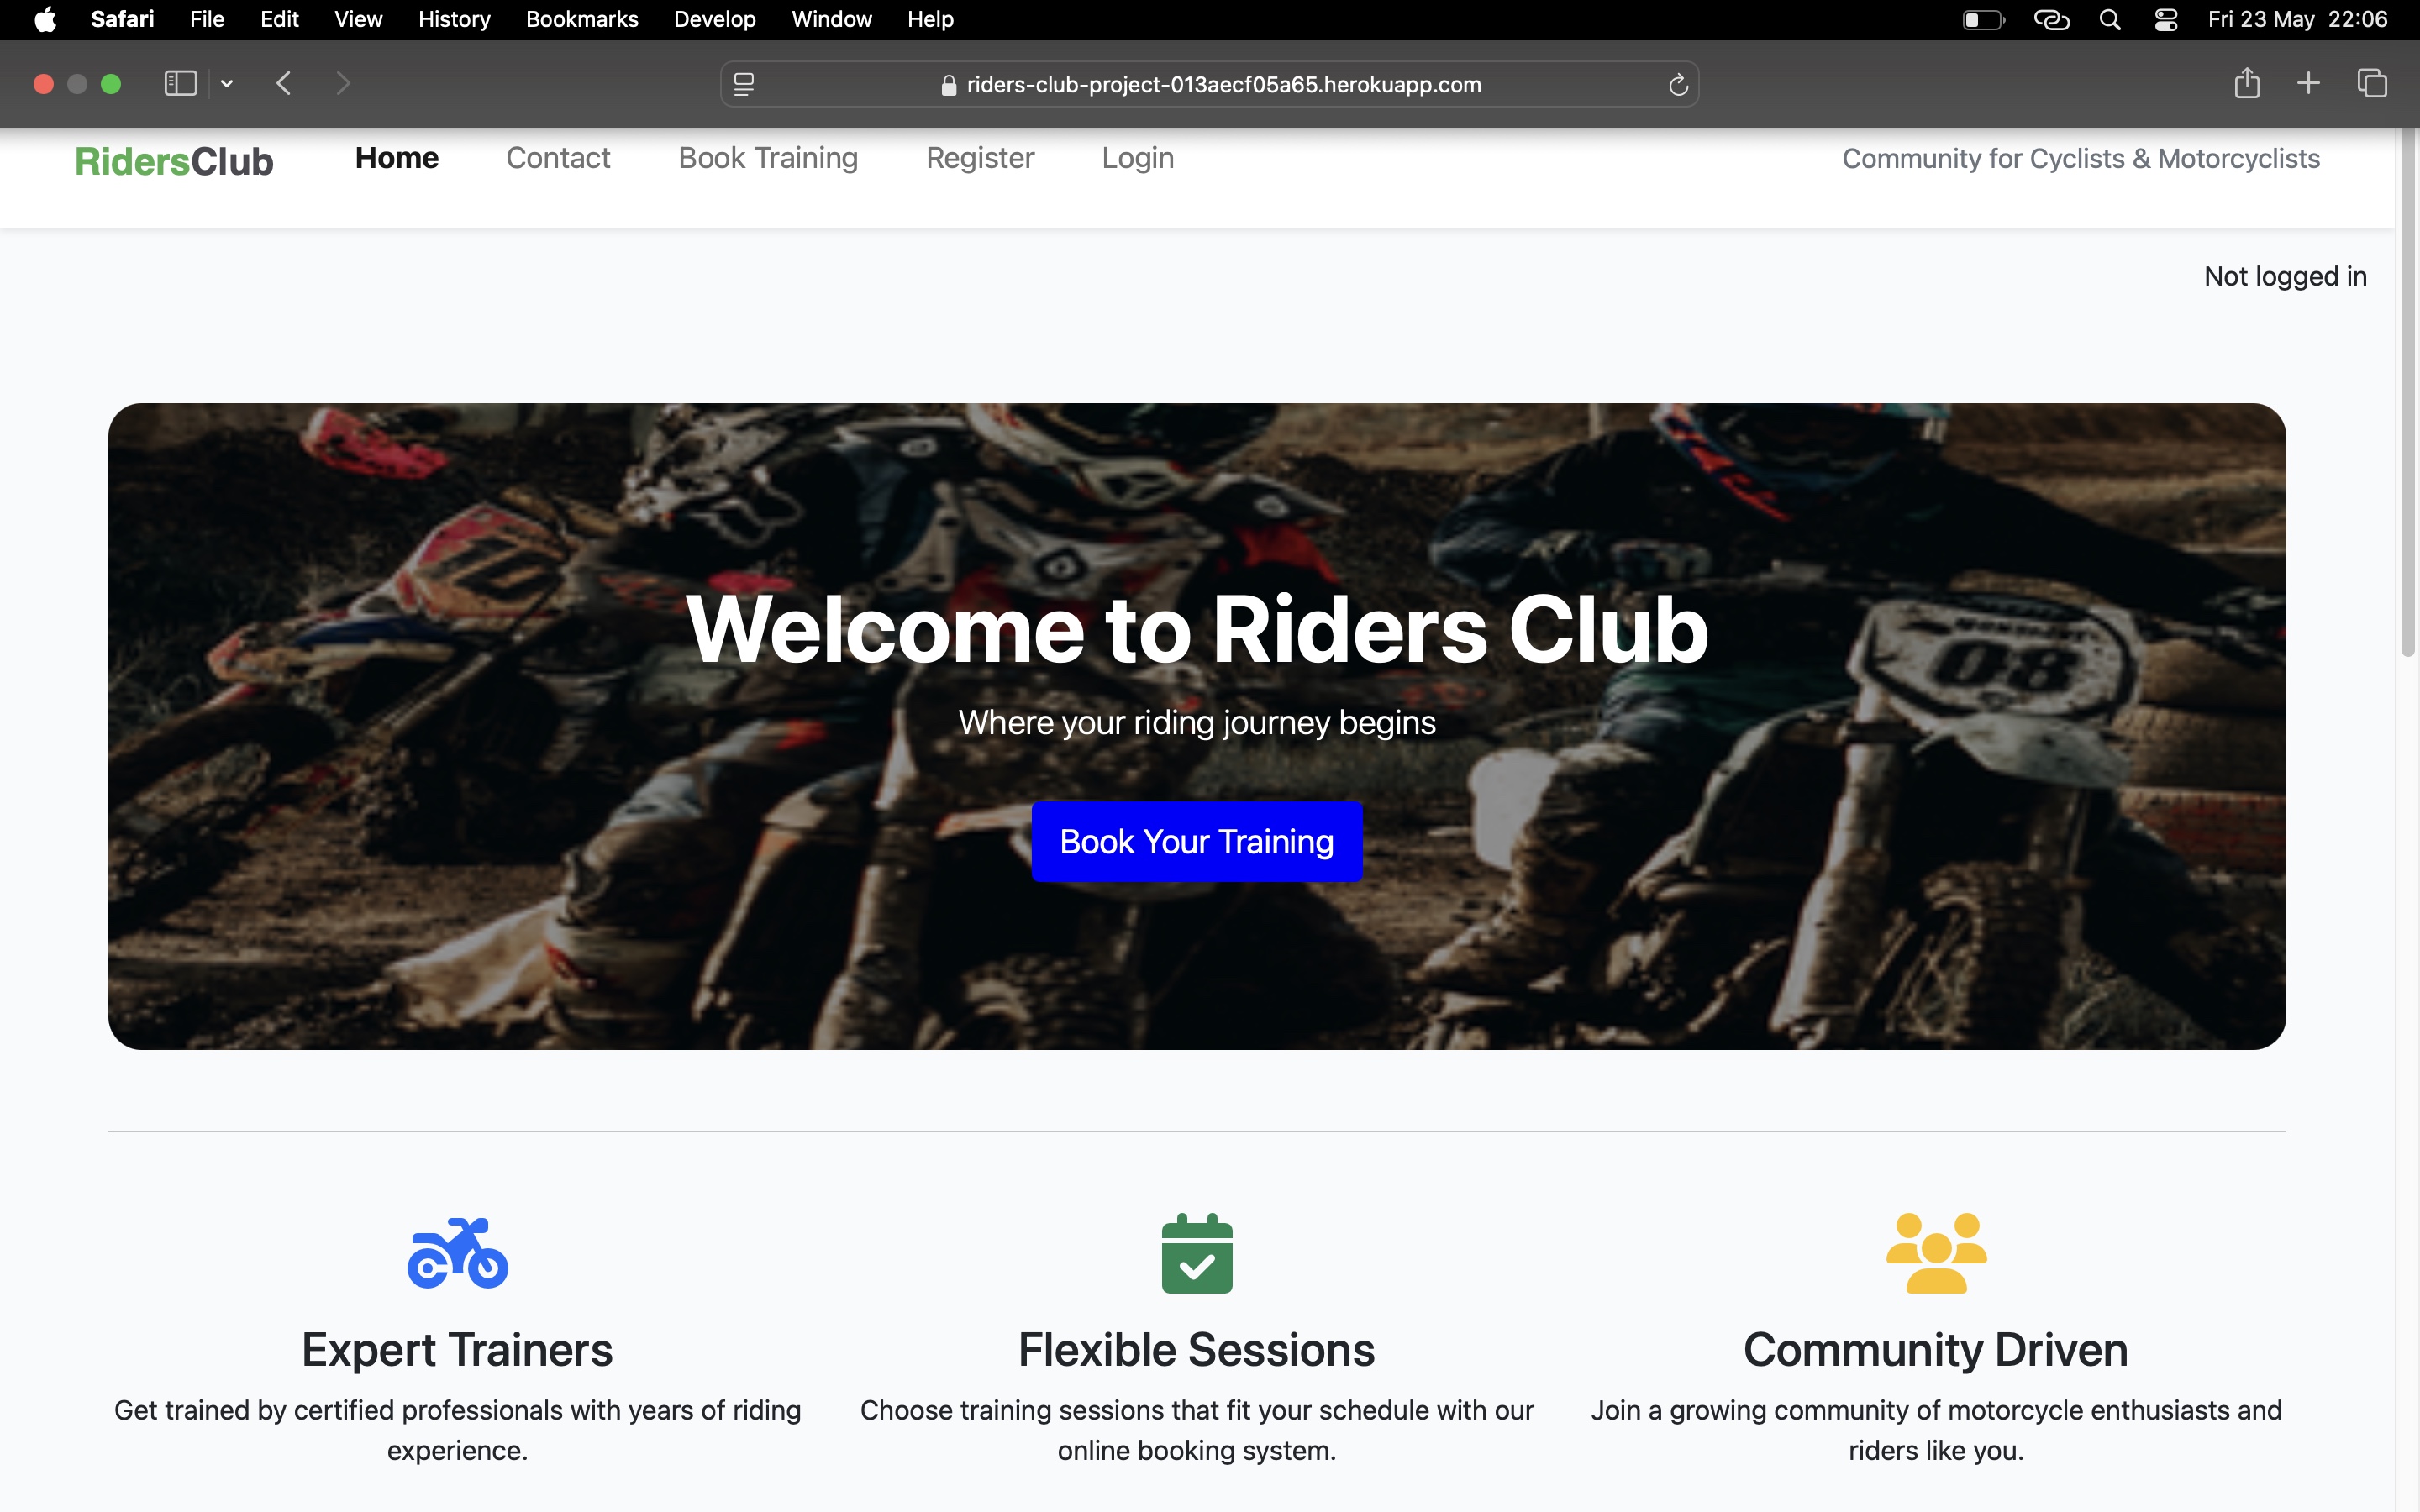 Safari File Edit View History Bookmarks Develop Window Help Fri 23 May 22:06
riders-club-project-013aecf05a65.herokuapp.com
RidersClub Home Contact Book Training Register Login Community for Cyclists & Motorcyclists
Not logged in
08
Welcome to Riders Club
Where your riding journey begins
Book Your Training
Expert Trainers
Get trained by certified professionals with years of riding
experience.
Flexible Sessions
Choose training sessions that fit your schedule with our
online booking system.
Community Driven
Join a growing community of motorcycle enthusiasts and
riders like you.